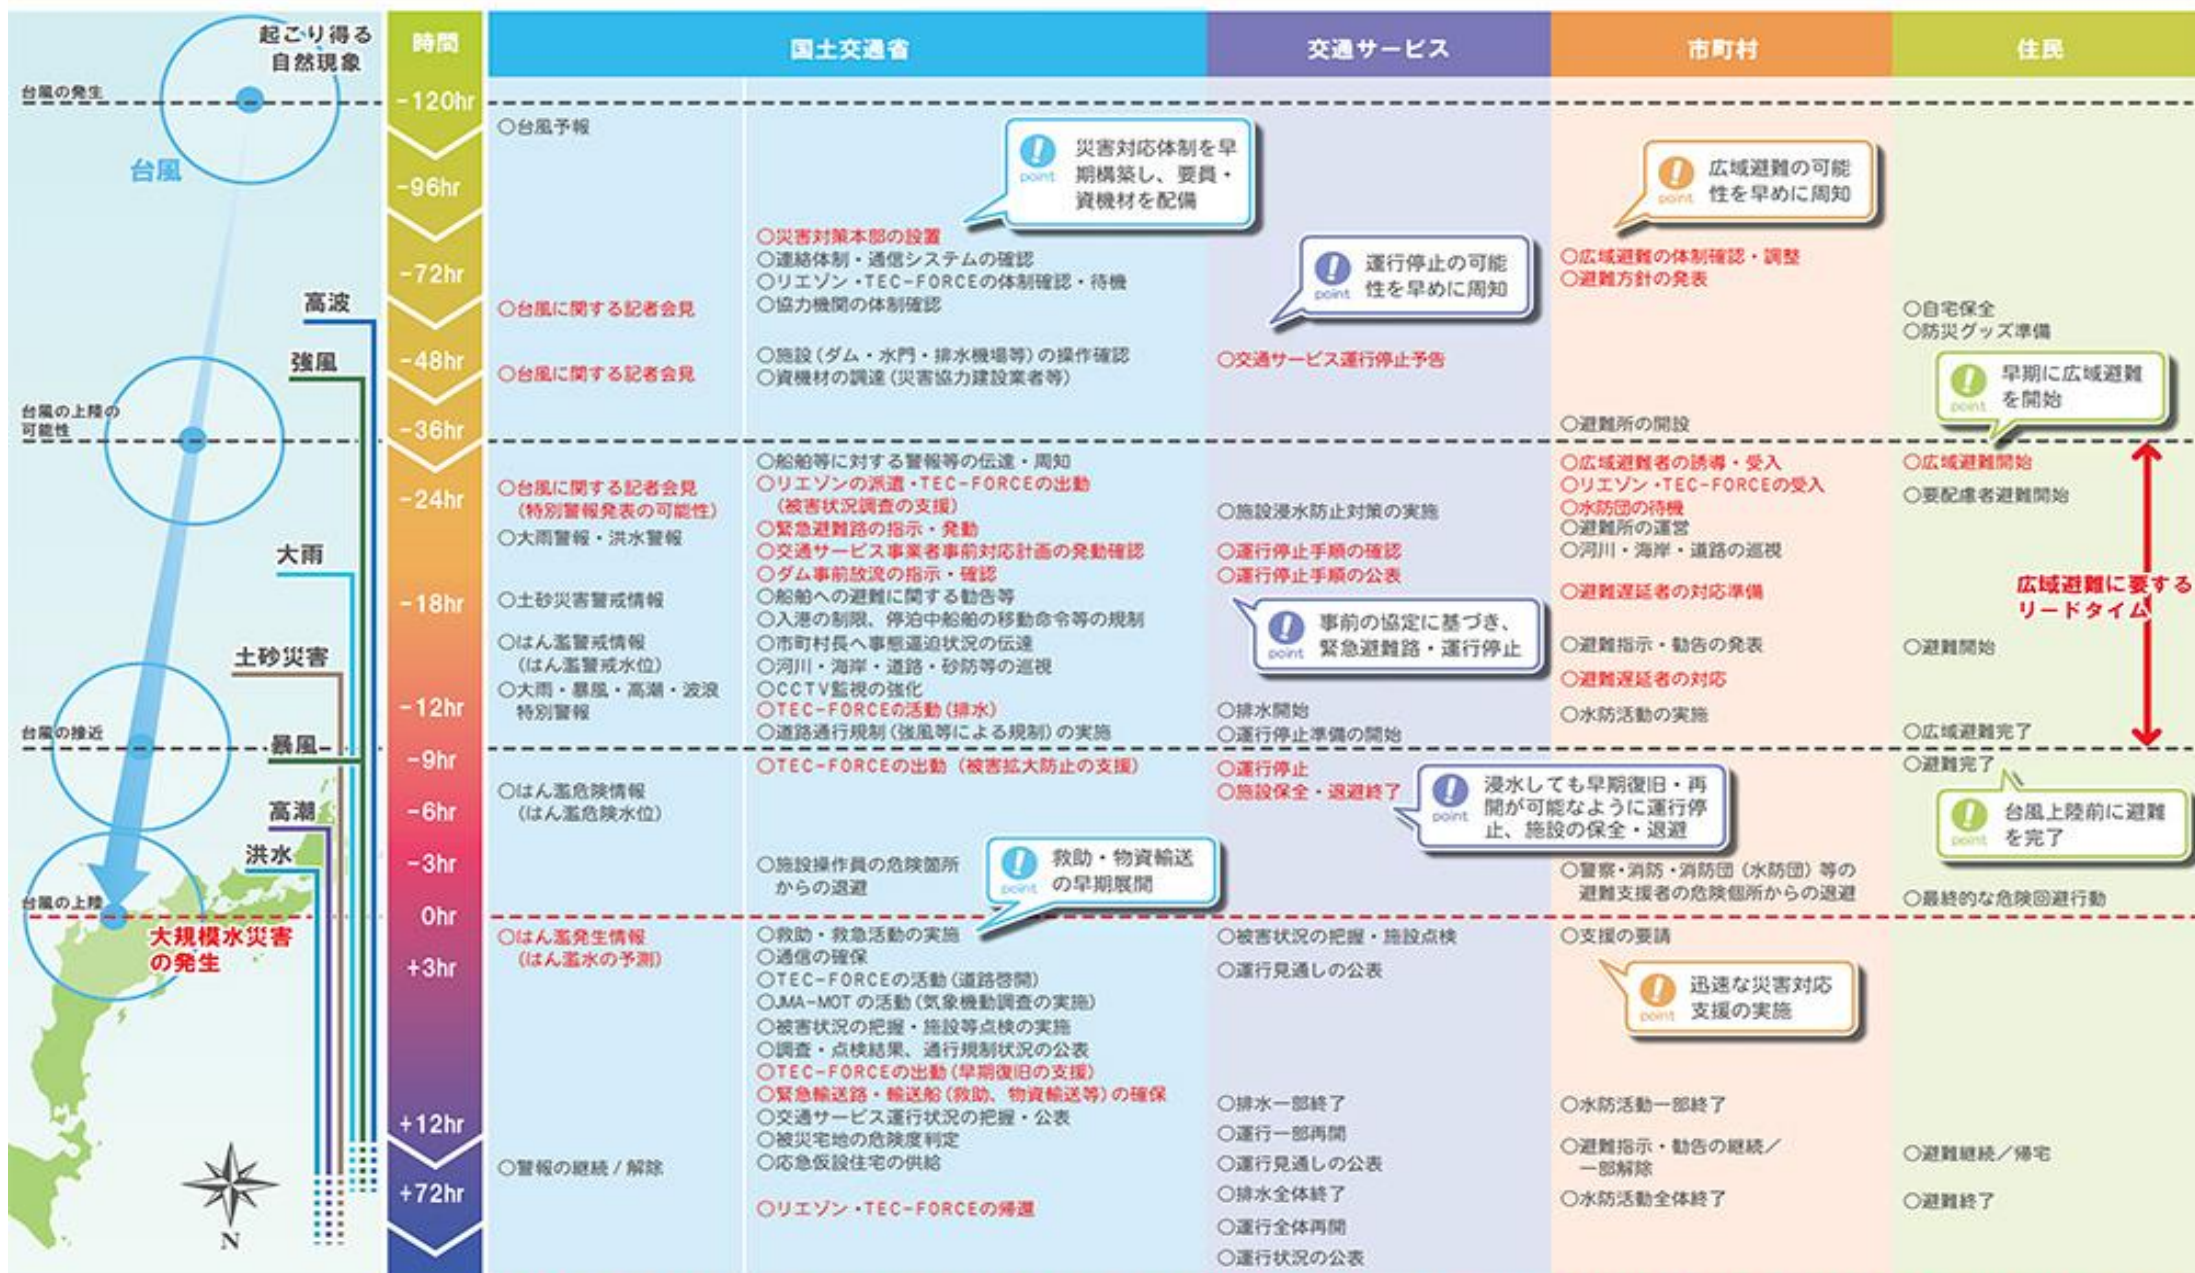 起こり得る
自然現象
時間
国土交通省
交通サービス
市町村
住民
台風の発生
台風
高波
強風
台風の上陸の
可能性
大雨
土砂災害
台風の接近
暴風
高潮
洪水
台風の上陸
大規模水災害
の発生
N
-120hr
-96hr
-72hr
-48hr
-36hr
-24hr
-18hr
-12hr
-9hr
-6hr
-3hr
0hr
+3hr
+12hr
+72hr
○台風予報
○台風に関する記者会見
○台風に関する記者会見
○台風に関する記者会見
(特別警報発表の可能性)
○大雨警報・洪水警報
○土砂災害警戒情報
○はん濫警戒情報
(はん濫警戒水位)
○大雨・暴風・高潮・波浪
特別警報
○はん濫危険情報
(はん濫危険水位)
○はん濫発生情報
(はん濫水の予測)
○警報の継続/解除
! point
災害対応体制を早
期構築し、要員・
資機材を配備
○災害対策本部の設置
○連絡体制・通信システムの確認
○リエゾン・TEC-FORCEの体制確認・待機
○協力機関の体制確認
○施設(ダム・水門・排水機場等)の操作確認
○資機材の調達(災害協力建設業者等)
○船舶等に対する警報等の伝達・周知
○リエゾンの派遣・TEC-FORCEの出動
(被害状況調査の支援)
○緊急避難路の指示・発動
○交通サービス事業者事前対応計画の発動確認
○ダム事前放流の指示・確認
○船舶への避難に関する勧告等
○入港の制限、停泊中船舶の移動命令等の規制
○市町村長へ事態逼迫状況の伝達
○河川・海岸・道路・砂防等の巡視
○CCTV監視の強化
○TEC-FORCEの活動(排水)
○道路通行規制(強風等による規制)の実施
○TEC-FORCEの出動(被害拡大防止の支援)
○施設操作員の危険箇所
からの退避
! point
救助・物資輸送
の早期展開
○救助・救急活動の実施
○通信の確保
○TEC-FORCEの活動(道路啓開)
○JMA-MOTの活動(気象機動調査の実施)
○被害状況の把握・施設等点検の実施
○調査・点検結果、通行規制状況の公表
○TEC-FORCEの出動(早期復旧の支援)
○緊急輸送路・輸送船(救助、物資輸送等)の確保
○交通サービス運行状況の把握・公表
○被災宅地の危険度判定
○応急仮設住宅の供給
○リエゾン・TEC-FORCEの帰還
! point
運行停止の可能
性を早めに周知
○交通サービス運行停止予告
○施設浸水防止対策の実施
○運行停止手順の確認
○運行停止手順の公表
! point
事前の協定に基づき、
緊急避難路・運行停止
○排水開始
○運行停止準備の開始
○運行停止
○施設保全・退避終了
! point
浸水しても早期復旧・再
開が可能なように運行停
止、施設の保全・退避
○被害状況の把握・施設点検
○運行見通しの公表
○排水一部終了
○運行一部再開
○運行見通しの公表
○排水全体終了
○運行全体再開
○運行状況の公表
! point
広域避難の可能
性を早めに周知
○広域避難の体制確認・調整
○避難方針の発表
○避難所の開設
○広域避難者の誘導・受入
○リエゾン・TEC-FORCEの受入
○水防団の待機
○避難所の運営
○河川・海岸・道路の巡視
○避難遅延者の対応準備
○避難指示・勧告の発表
○避難遅延者の対応
○水防活動の実施
○警察・消防・消防団(水防団)等の
避難支援者の危険個所からの退避
○支援の要請
! point
迅速な災害対応
支援の実施
○水防活動一部終了
○避難指示・勧告の継続/
一部解除
○水防活動全体終了
○自宅保全
○防災グッズ準備
! point
早期に広域避難
を開始
○広域避難開始
○要配慮者避難開始
広域避難に要する
リードタイム
○避難開始
○広域避難完了
○避難完了
! point
台風上陸前に避難
を完了
○最終的な危険回避行動
○避難継続/帰宅
○避難終了